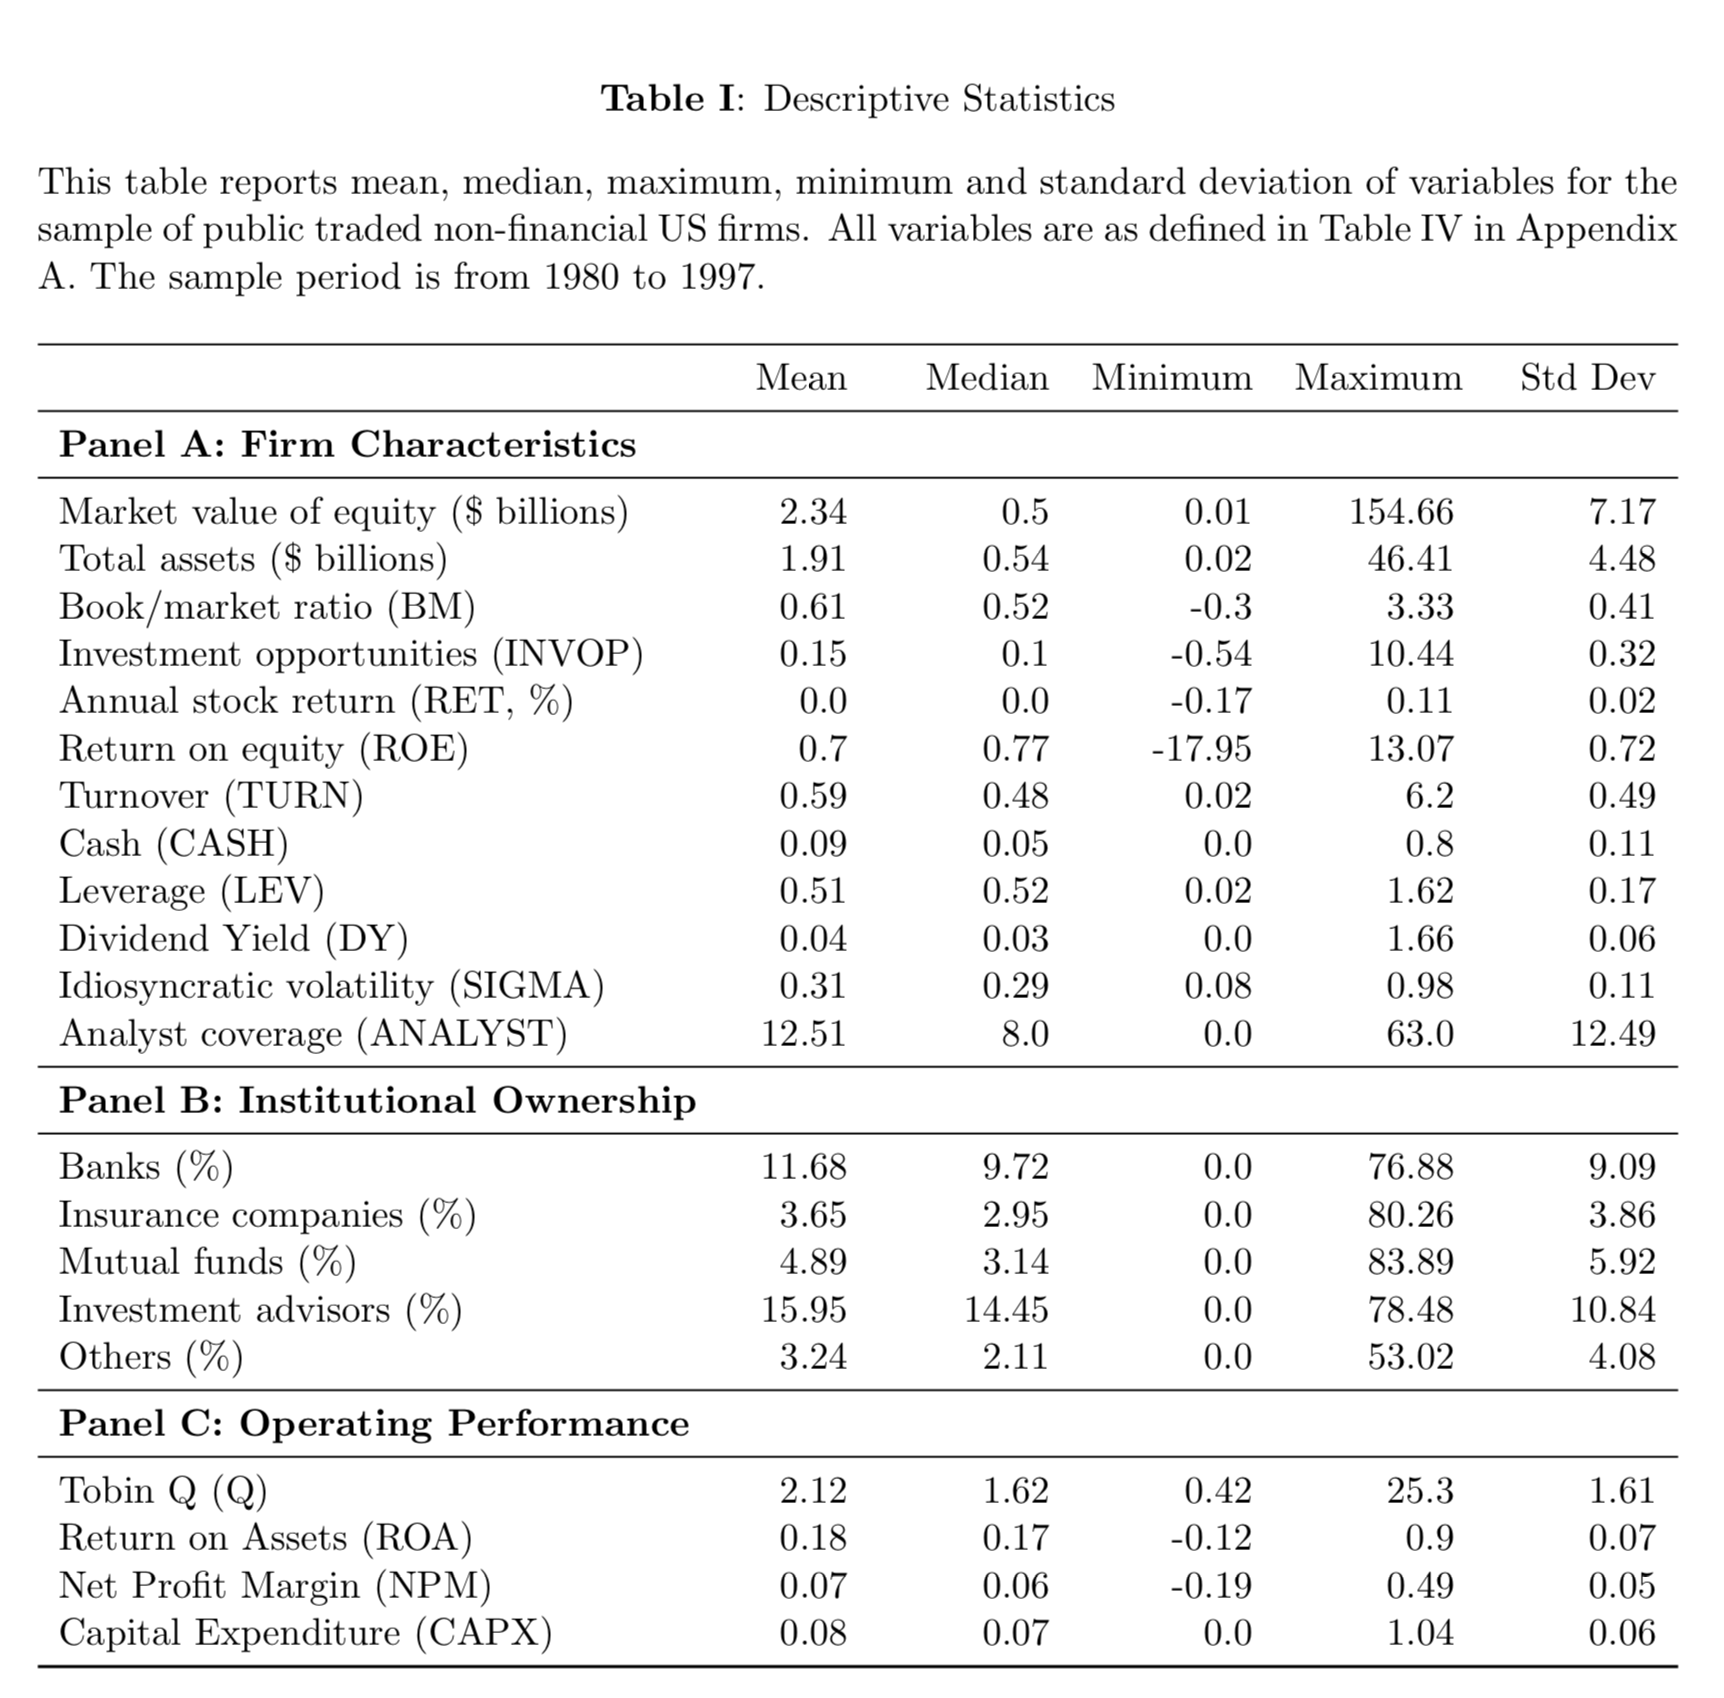 Table I: Descriptive Statistics
This table reports mean, median, maximum, minimum and standard deviation of variables for the
sample of public traded non-financial US firms. All variables are as defined in Table IV in Appendix
A. The sample period is from 1980 to 1997.
Mean Median Minimum Maximum Std Dev
Panel A: Firm Characteristics
Market value of equity ($ billions) 2.34 0.5 0.01 154.66 7.17
Total assets ($ billions) 1.91 0.54 0.02 46.41 4.48
Book/market ratio (BM) 0.61 0.52 -0.3 3.33 0.41
Investment opportunities (INVOP) 0.15 0.1 -0.54 10.44 0.32
Annual stock return (RET, %) 0.0 0.0 -0.17 0.11 0.02
Return on equity (ROE) 0.7 0.77 -17.95 13.07 0.72
Turnover (TURN) 0.59 0.48 0.02 6.2 0.49
Cash (CASH) 0.09 0.05 0.0 0.8 0.11
Leverage (LEV) 0.51 0.52 0.02 1.62 0.17
Dividend Yield (DY) 0.04 0.03 0.0 1.66 0.06
Idiosyncratic volatility (SIGMA) 0.31 0.29 0.08 0.98 0.11
Analyst coverage (ANALYST) 12.51 8.0 0.0 63.0 12.49
Panel B: Institutional Ownership
Banks (%) 11.68 9.72 0.0 76.88 9.09
Insurance companies (%) 3.65 2.95 0.0 80.26 3.86
Mutual funds (%) 4.89 3.14 0.0 83.89 5.92
Investment advisors (%) 15.95 14.45 0.0 78.48 10.84
Others (%) 3.24 2.11 0.0 53.02 4.08
Panel C: Operating Performance
Tobin Q (Q) 2.12 1.62 0.42 25.3 1.61
Return on Assets (ROA) 0.18 0.17 -0.12 0.9 0.07
Net Profit Margin (NPM) 0.07 0.06 -0.19 0.49 0.05
Capital Expenditure (CAPX) 0.08 0.07 0.0 1.04 0.06